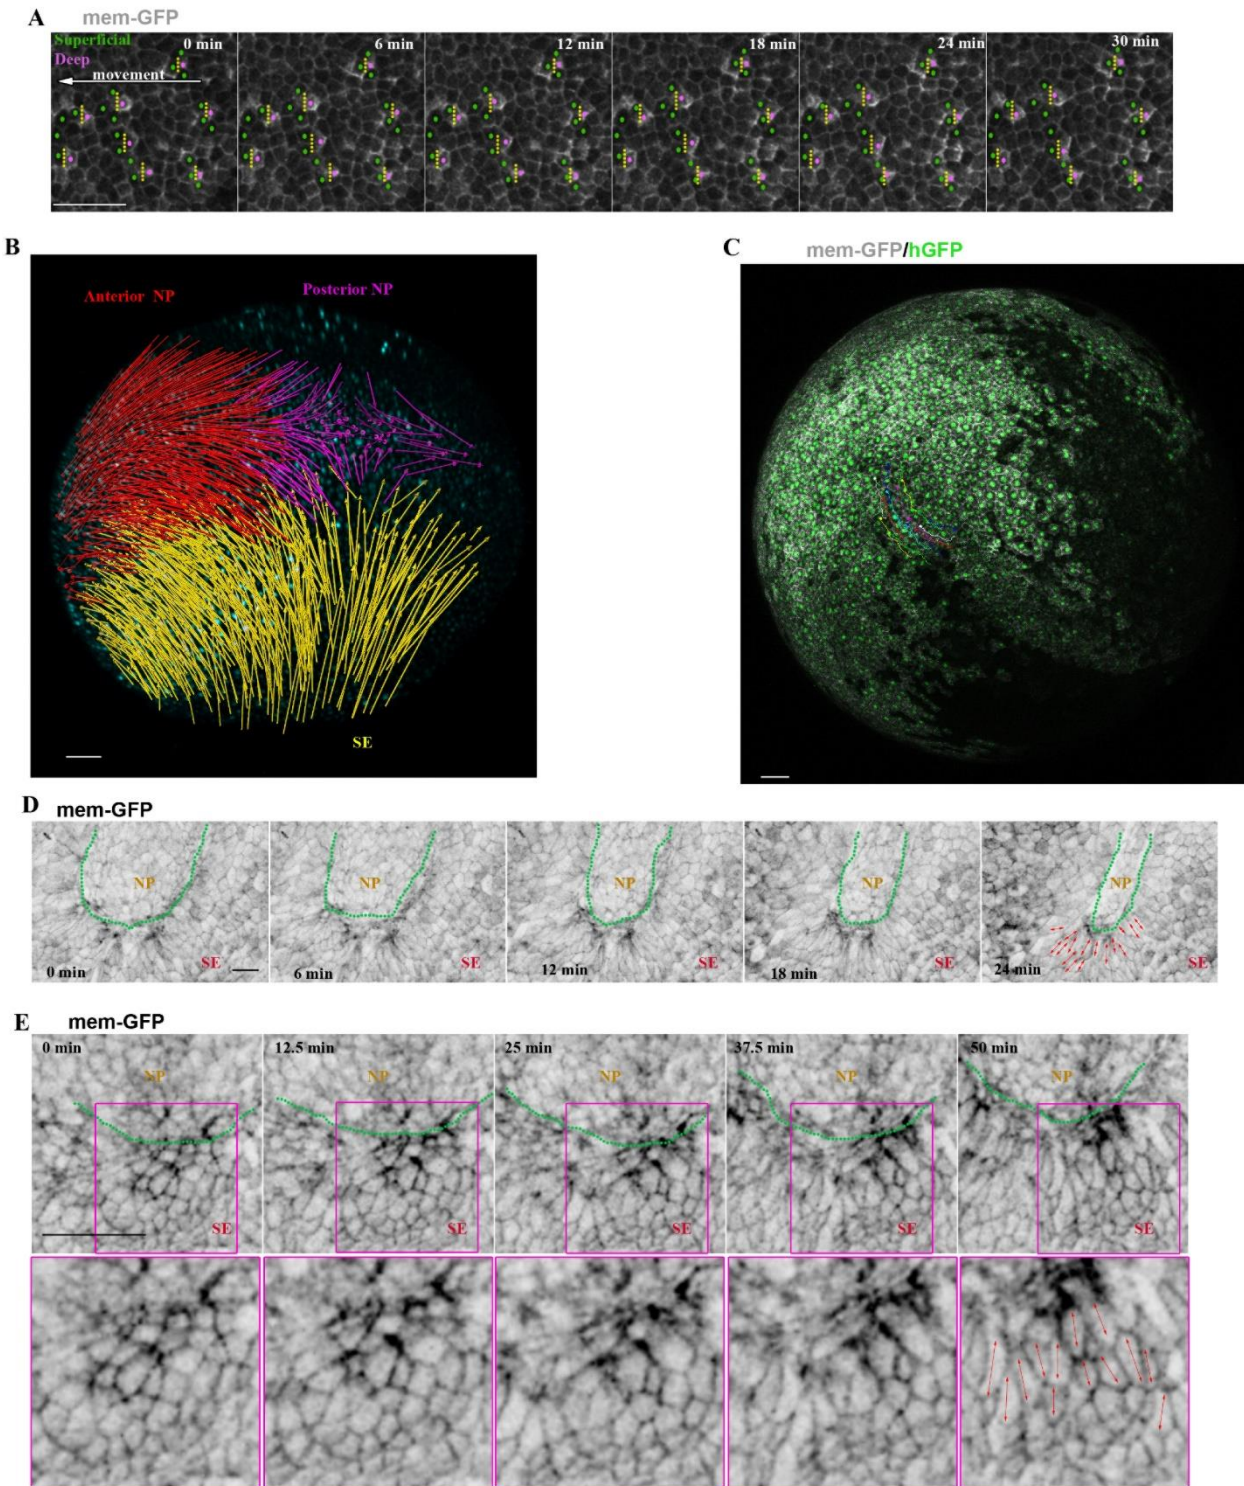 A
mem-GFP
Superficial
Deep
movement
0 min
6 min
12 min
18 min
24 min
30 min
B
Anterior NP
Posterior NP
SE
C
mem-GFP/hGFP
D
mem-GFP
NP
SE
0 min
NP
SE
6 min
NP
SE
12 min
NP
SE
18 min
NP
SE
24 min
E
mem-GFP
0 min
NP
SE
12.5 min
NP
SE
25 min
NP
SE
37.5 min
NP
SE
50 min
NP
SE